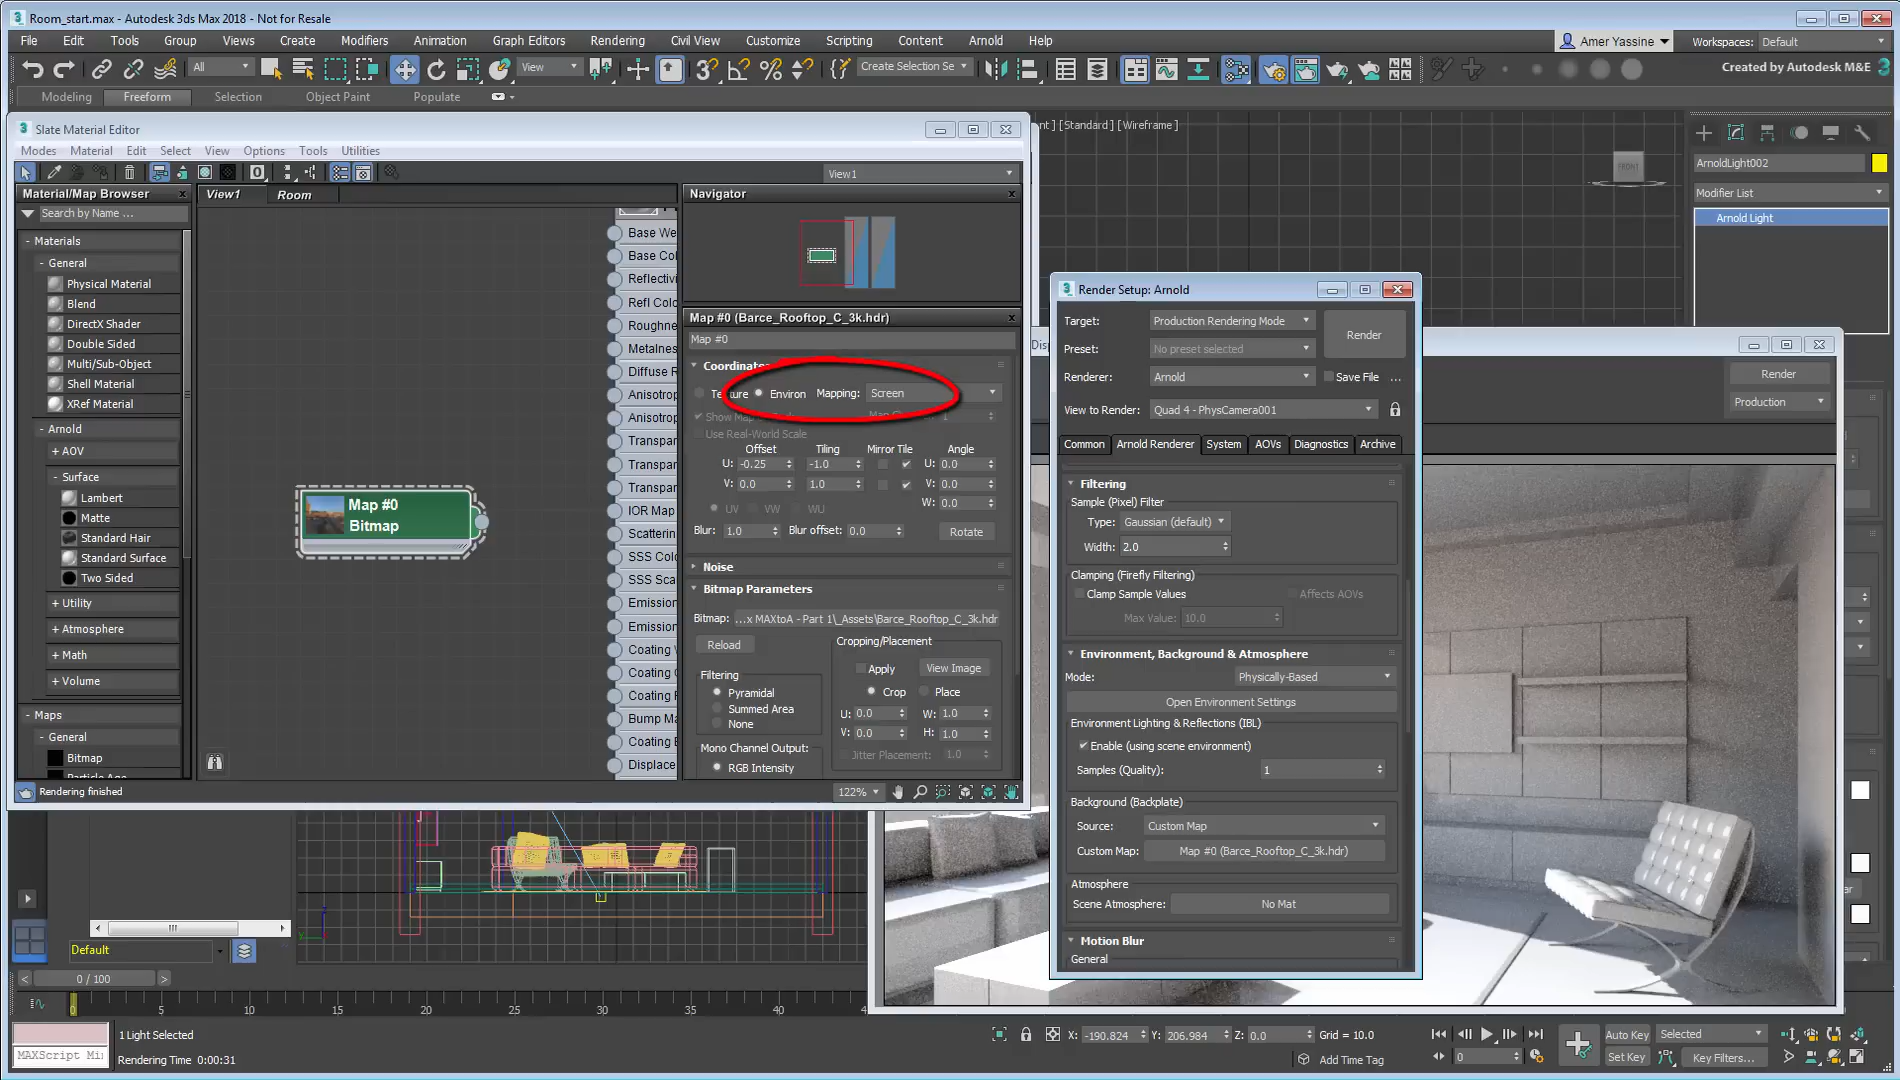 Room_start.max - Autodesk 3ds Max 2018 - Not for Resale
File Edit Tools Group Views Create Modifiers Animation Graph Editors Rendering Civil View Customize Scripting Content Arnold Help
Amer Yassine Workspaces: Default
All View Create Selection Se
Created by Autodesk M&E
Modeling Freeform Selection Object Paint Populate
Slate Material Editor
Modes Material Edit Select View Options Tools Utilities
View1
Material/Map Browser
Search by Name ...
- Materials
- General
Physical Material
Blend
DirectX Shader
Double Sided
Multi/Sub-Object
Shell Material
XRef Material
- Arnold
+ AOV
- Surface
Lambert
Matte
Standard Hair
Standard Surface
Two Sided
+ Utility
+ Atmosphere
+ Math
+ Volume
- Maps
- General
Bitmap
Particle Age
View1 Room
Map #0
Bitmap
Base We
Base Col
Reflectivi
Refl Colo
Roughne
Metalnes
Diffuse R
Anisotro
Anisotro
Transpar
Transpar
Transpar
IOR Map
Scatterin
SSS Colo
SSS Sca
Emission
Emission
Coating W
Coating C
Coating R
Bump Ma
Coating B
Displace
Navigator
Map #0 (Barce_Rooftop_C_3k.hdr)
Map #0
Coordinates
Texture Environ Mapping: Screen
Use Real-World Scale
Offset Tiling Mirror Tile Angle
U: -0.25 -1.0 U: 0.0
V: 0.0 1.0 V: 0.0
W: 0.0
UV VW WU
Blur: 1.0 Blur offset: 0.0 Rotate
Noise
Bitmap Parameters
Bitmap: ...x MAXtoA - Part 1\_Assets\Barce_Rooftop_C_3k.hdr
Reload
Cropping/Placement
Apply View Image
Crop Place
U: 0.0 W: 1.0
V: 0.0 H: 1.0
Jitter Placement: 1.0
Filtering
Pyramidal
Summed Area
None
Mono Channel Output:
RGB Intensity
Rendering finished
122%
nt ] [Standard ] [Wireframe ]
FRONT
ArnoldLight002
Modifier List
Arnold Light
Render Setup: Arnold
Target: Production Rendering Mode
Preset: No preset selected
Render
Renderer: Arnold Save File ...
View to Render: Quad 4 - PhysCamera001
Common Arnold Renderer System AOVs Diagnostics Archive
Filtering
Sample (Pixel) Filter
Type: Gaussian (default)
Width: 2.0
Clamping (Firefly Filtering)
Clamp Sample Values Affects AOVs
Max Value: 10.0
Environment, Background & Atmosphere
Mode: Physically-Based
Open Environment Settings
Environment Lighting & Reflections (IBL)
Enable (using scene environment)
Samples (Quality): 1
Background (Backplate)
Source: Custom Map
Custom Map: Map #0 (Barce_Rooftop_C_3k.hdr)
Atmosphere
Scene Atmosphere: No Mat
Motion Blur
General
Disp
Render
Production
ar
Default
0 / 100
0 5 10 15 20 25 30 35 40
MAXScript Mi
1 Light Selected
Rendering Time 0:00:31
X: -190.824 Y: 206.984 Z: 0.0 Grid = 10.0
Add Time Tag
0
Auto Key Selected
Set Key Key Filters...